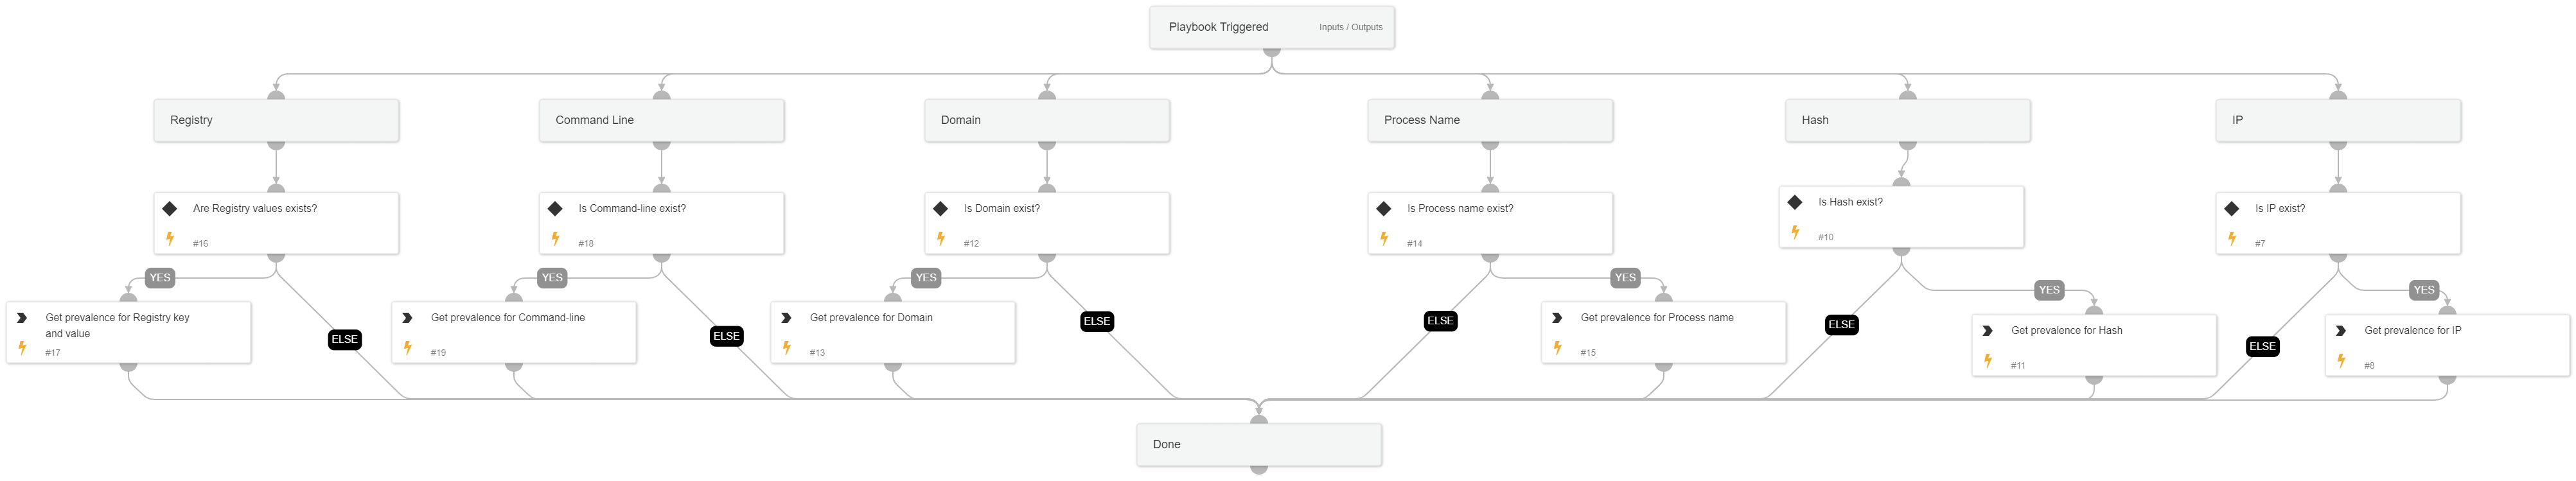 Playbook Triggered
Inputs / Outputs
Registry
Command Line
Domain
Process Name
Hash
IP
Are Registry values exists?
#16
Is Command-line exist?
#18
Is Domain exist?
#12
Is Process name exist?
#14
Is Hash exist?
#10
Is IP exist?
#7
YES
YES
YES
YES
YES
YES
Get prevalence for Registry key
and value
#17
ELSE
Get prevalence for Command-line
#19
ELSE
Get prevalence for Domain
#13
ELSE
ELSE
Get prevalence for Process name
#15
ELSE
Get prevalence for Hash
#11
ELSE
Get prevalence for IP
#8
Done